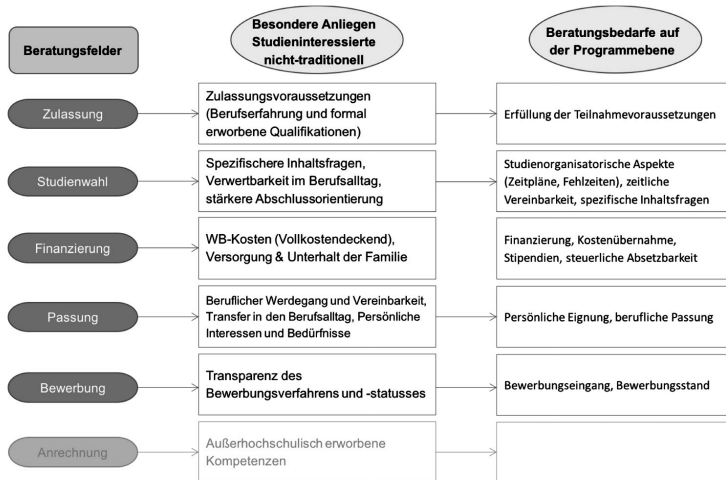 Beratungsfelder
Besondere Anliegen
Studieninteressierte
nicht-traditionell
Beratungsbedarfe auf
der Programmebene
Zulassung
Zulassungsvoraussetzungen
(Berufserfahrung und formal
erworbene Qualifikationen)
Erfüllung der Teilnahmevoraussetzungen
Studienwahl
Spezifischere Inhaltsfragen,
Verwertbarkeit im Berufsalltag,
stärkere Abschlussorientierung
Studienorganisatorische Aspekte
(Zeitpläne, Fehlzeiten), zeitliche
Vereinbarkeit, spezifische Inhaltsfragen
Finanzierung
WB-Kosten (Vollkostendeckend),
Versorgung & Unterhalt der Familie
Finanzierung, Kostenübernahme,
Stipendien, steuerliche Absetzbarkeit
Passung
Beruflicher Werdegang und Vereinbarkeit,
Transfer in den Berufsalltag, Persönliche
Interessen und Bedürfnisse
Persönliche Eignung, berufliche Passung
Bewerbung
Transparenz des
Bewerbungsverfahrens und -statusses
Bewerbungseingang, Bewerbungsstand
Anrechnung
Außerhochschulisch erworbene
Kompetenzen